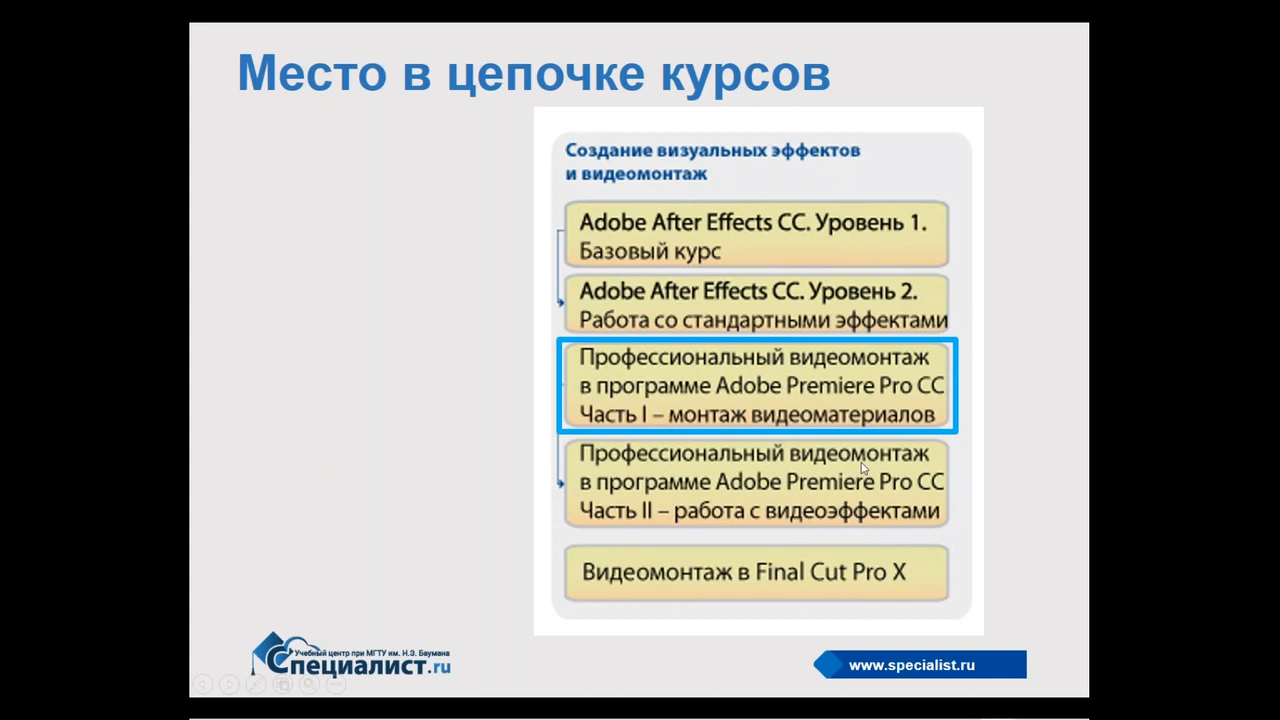 Место в цепочке курсов
Создание визуальных эффектов
и видеомонтаж
Adobe After Effects CC. Уровень 1.
Базовый курс
Adobe After Effects CC. Уровень 2.
Работа со стандартными эффектами
Профессиональный видеомонтаж
в программе Adobe Premiere Pro CC
Часть I – монтаж видеоматериалов
Профессиональный видеомонтаж
в программе Adobe Premiere Pro CC
Часть II – работа с видеоэффектами
Видеомонтаж в Final Cut Pro X
Учебный центр при МГТУ им. Н.Э. Баумана
Специалист.ru
www.specialist.ru